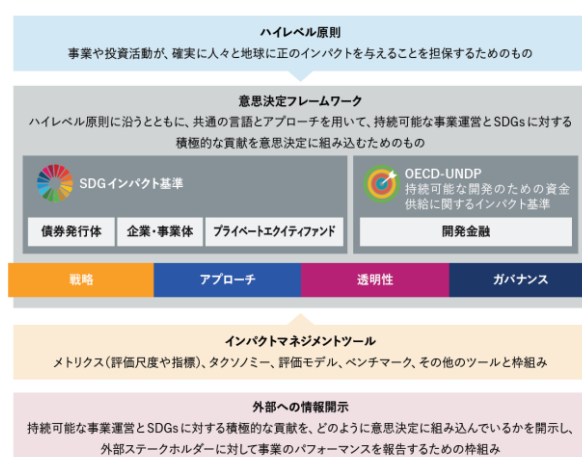 ハイレベル原則
事業や投資活動が、確実に人々と地球に正のインパクトを与えることを担保するためのもの
意思決定フレームワーク
ハイレベル原則に沿うとともに、共通の言語とアプローチを用いて、持続可能な事業運営とSDGsに対する
積極的な貢献を意思決定に組み込むためのもの
SDGインパクト基準
債券発行体
企業・事業体
プライベートエクイティファンド
OECD-UNDP
持続可能な開発のための資金
供給に関するインパクト基準
開発金融
戦略
アプローチ
透明性
ガバナンス
インパクトマネジメントツール
メトリクス(評価尺度や指標)、タクソノミー、評価モデル、ベンチマーク、その他のツールと枠組み
外部への情報開示
持続可能な事業運営とSDGsに対する積極的な貢献を、どのように意思決定に組み込んでいるかを開示し、
外部ステークホルダーに対して事業のパフォーマンスを報告するための枠組み